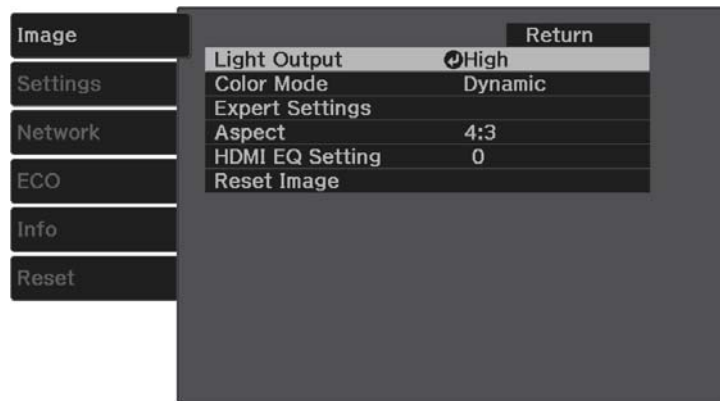 Image
Settings
Network
ECO
Info
Reset
Return
Light Output High
Color Mode Dynamic
Expert Settings
Aspect 4:3
HDMI EQ Setting 0
Reset Image